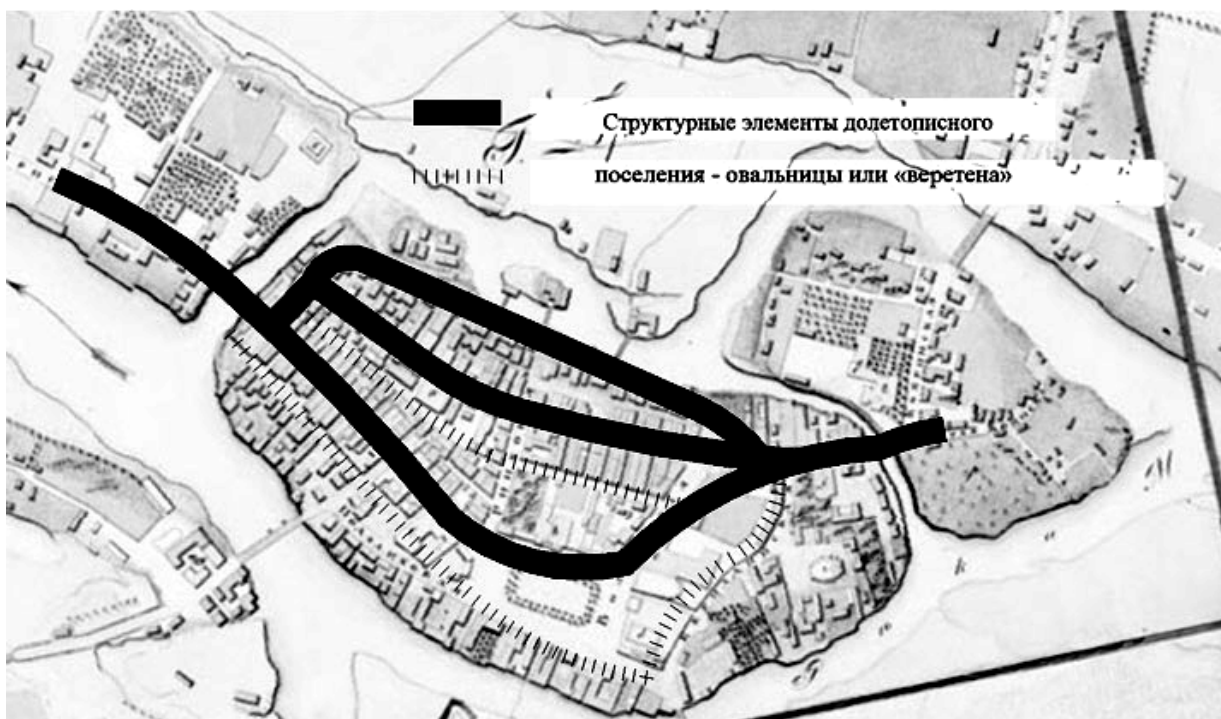 Структурные элементы долетописного
поселения - овальницы или «веретена»